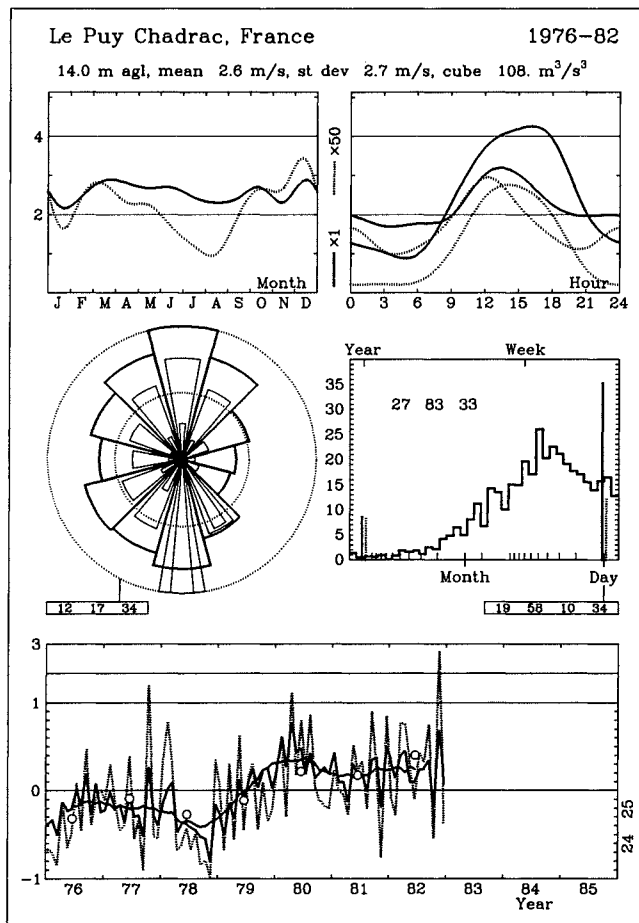 Le Puy Chadrac, France 1976-82
14.0 m agl, mean 2.6 m/s, st dev 2.7 m/s, cube 108. m³/s³
4
2
×50
×1
Month
Hour
J F M A M J J A S O N D
0 3 6 9 12 15 18 21 24
Year Week
35
30
25
20
15
10
5
0
27 83 33
Month Day
12 17 34
19 58 10 34
3
1
0
-1
24 25
76 77 78 79 80 81 82 83 84 85
Year